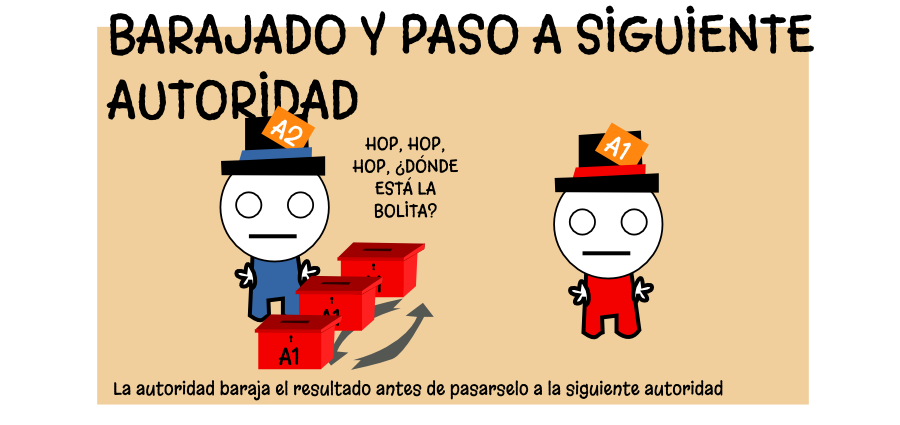 BARAJADO Y PASO A SIGUIENTE
AUTORIDAD
A2
HOP, HOP,
HOP, ¿DÓNDE
ESTÁ LA
BOLITA?
A1
A1
La autoridad baraja el resultado antes de pasarselo a la siguiente autoridad